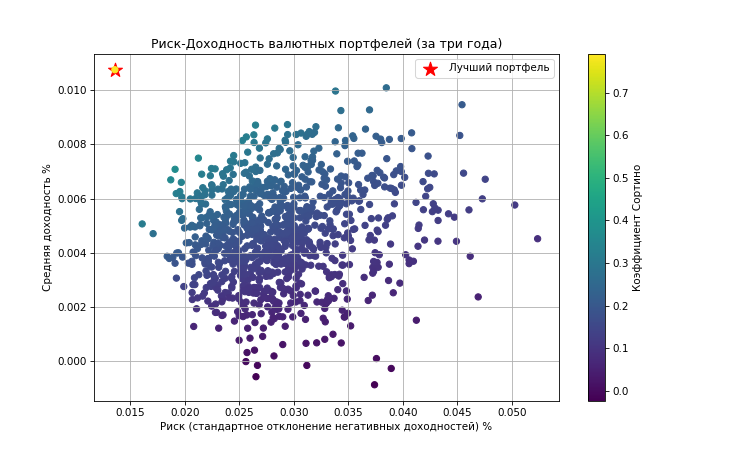 Риск-Доходность валютных портфелей (за три года)
Лучший портфель
Средняя доходность %
0.010
0.008
0.006
0.004
0.002
0.000
0.015 0.020 0.025 0.030 0.035 0.040 0.045 0.050
Риск (стандартное отклонение негативных доходностей) %
0.7
0.6
0.5
0.4
0.3
0.2
0.1
0.0
Коэффициент Сортино